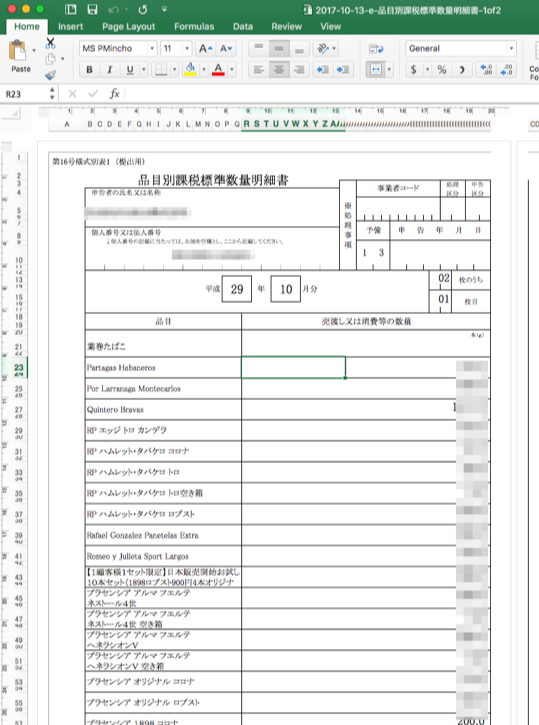 2017-10-13-e-品目別課税標準数量明細書-1of2
Home Insert Page Layout Formulas Data Review View
Paste
MS PMincho 11 A A
B I U A
General
$ %
R23 fx
A B C D E F G H I J K L M N O P Q R S T U V W X Y Z
第16号様式別表1（提出用）
品目別課税標準数量明細書
申告者の氏名又は名称
※処理事項
事業者コード
処理区分
申告区分
個人番号又は法人番号
↓個人番号の記載に当たっては、左端を空欄とし、ここから記載してください。
予備 申告年月日
1 3
平成 29 年 10 月分
02 枚のうち
01 枚目
品目 売渡し又は消費等の数量
本(g)
葉巻たばこ
Partagas Habaneros
Por Larranaga Montecarlos
Quintero Bravas
RP エッジ トロ カンデラ
RP ハムレット・タバケロ コロナ
RP ハムレット・タバケロ トロ
RP ハムレット・タバケロ トロ空き箱
RP ハムレット・タバケロ ロブスト
Rafael Gonzalez Panetelas Extra
Romeo y Julieta Sport Largos
【1顧客様1セット限定】日本販売開始お試し
10本セット（1898ロブスト900円4本オリジナ
プラセンシア アルマ フエルテ
ネストール4世
プラセンシア アルマ フエルテ
ネストール4世 空き箱
プラセンシア アルマ フエルテ
ヘネラシオンV
プラセンシア アルマ フエルテ
ヘネラシオンV 空き箱
プラセンシア オリジナル コロナ
プラセンシア オリジナル ロブスト
プラセンシア 1898 コロナ
200.0